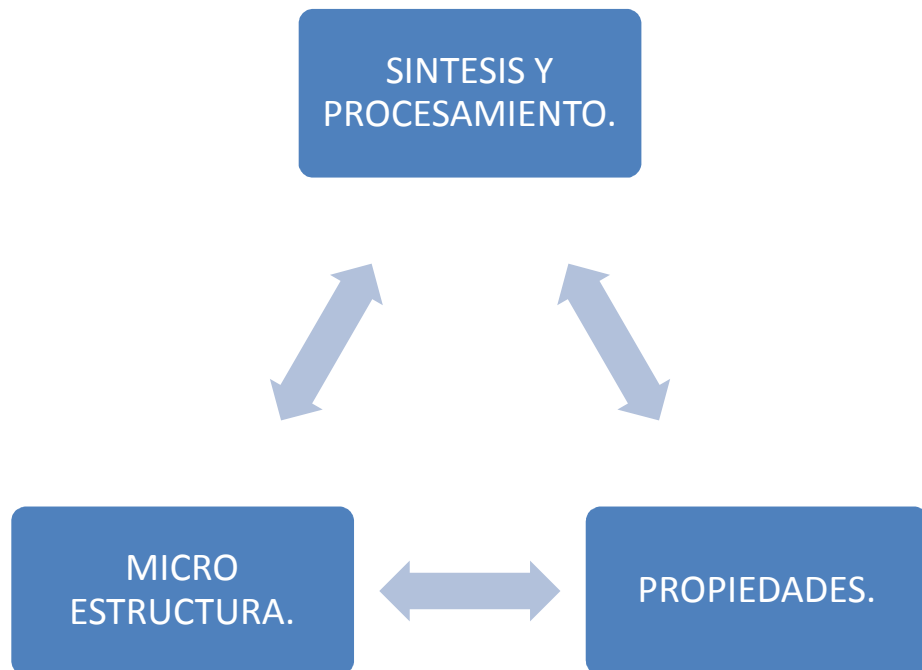 SINTESIS Y
PROCESAMIENTO.
MICRO
ESTRUCTURA.
PROPIEDADES.